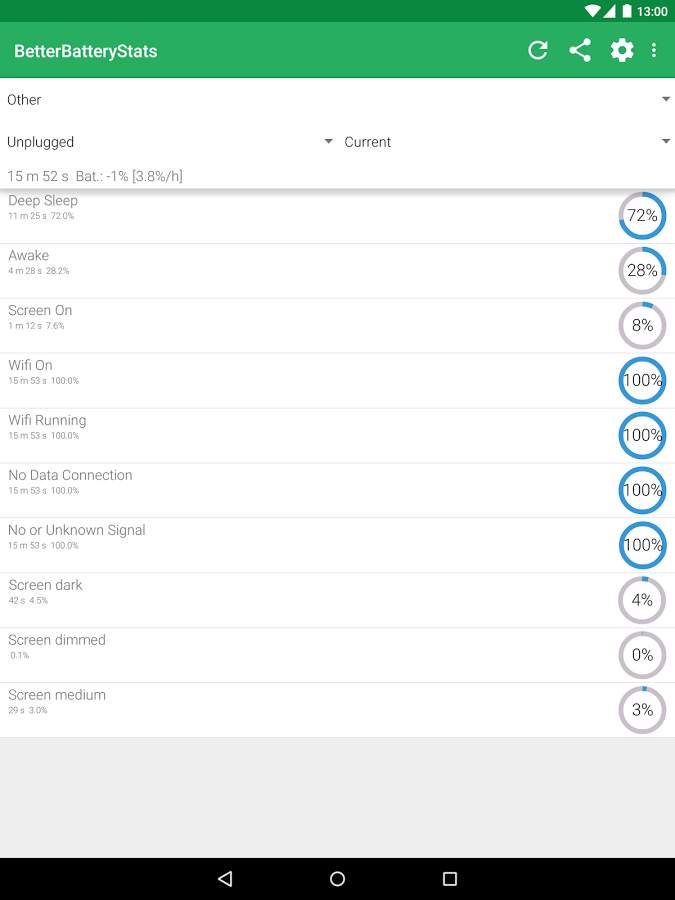 13:00
BetterBatteryStats
Other
Unplugged Current
15 m 52 s Bat.: -1% [3.8%/h]
Deep Sleep
11 m 25 s 72.0%
72%
Awake
4 m 28 s 28.2%
28%
Screen On
1 m 12 s 7.6%
8%
Wifi On
15 m 53 s 100.0%
100%
Wifi Running
15 m 53 s 100.0%
100%
No Data Connection
15 m 53 s 100.0%
100%
No or Unknown Signal
15 m 53 s 100.0%
100%
Screen dark
42 s 4.5%
4%
Screen dimmed
0.1%
0%
Screen medium
29 s 3.0%
3%